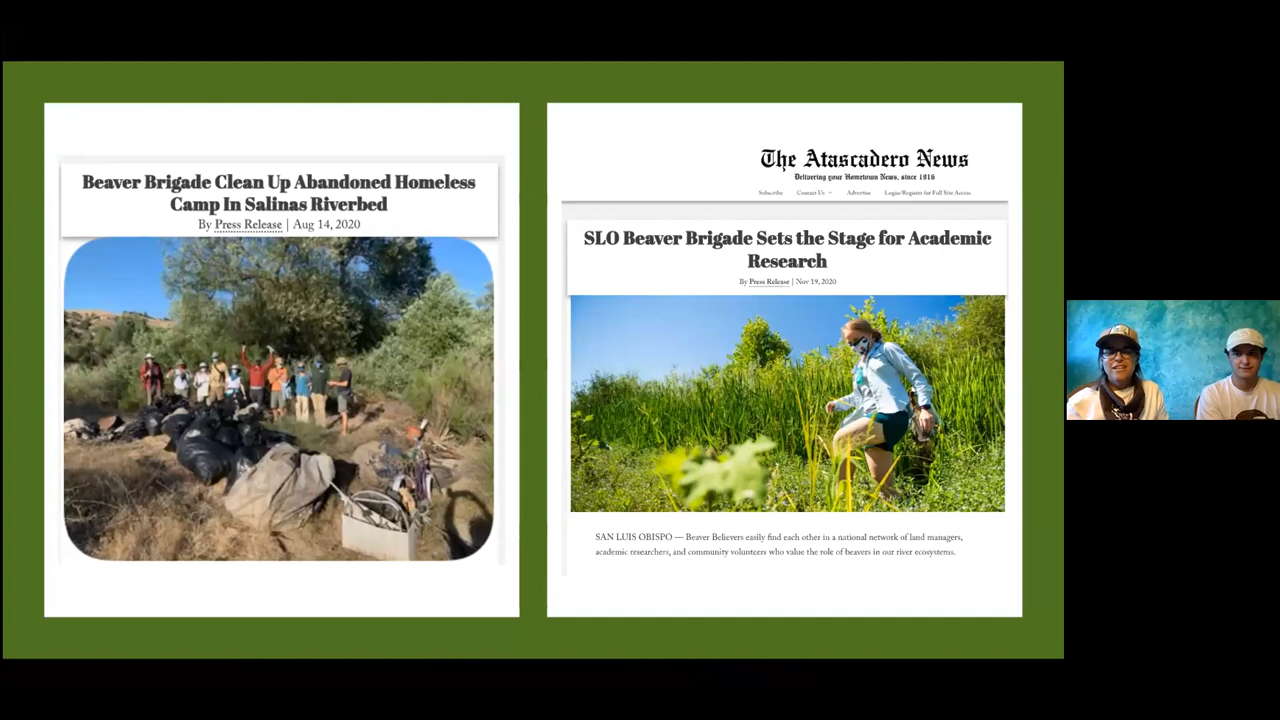 Beaver Brigade Clean Up Abandoned Homeless
Camp In Salinas Riverbed
By Press Release | Aug 14, 2020
The Atascadero News
Delivering your Hometown News, since 1916
Subscribe Contact Us Advertise Login/Register for Full Site Access
SLO Beaver Brigade Sets the Stage for Academic
Research
By Press Release | Nov 19, 2020
SAN LUIS OBISPO — Beaver Believers easily find each other in a national network of land managers,
academic researchers, and community volunteers who value the role of beavers in our river ecosystems.